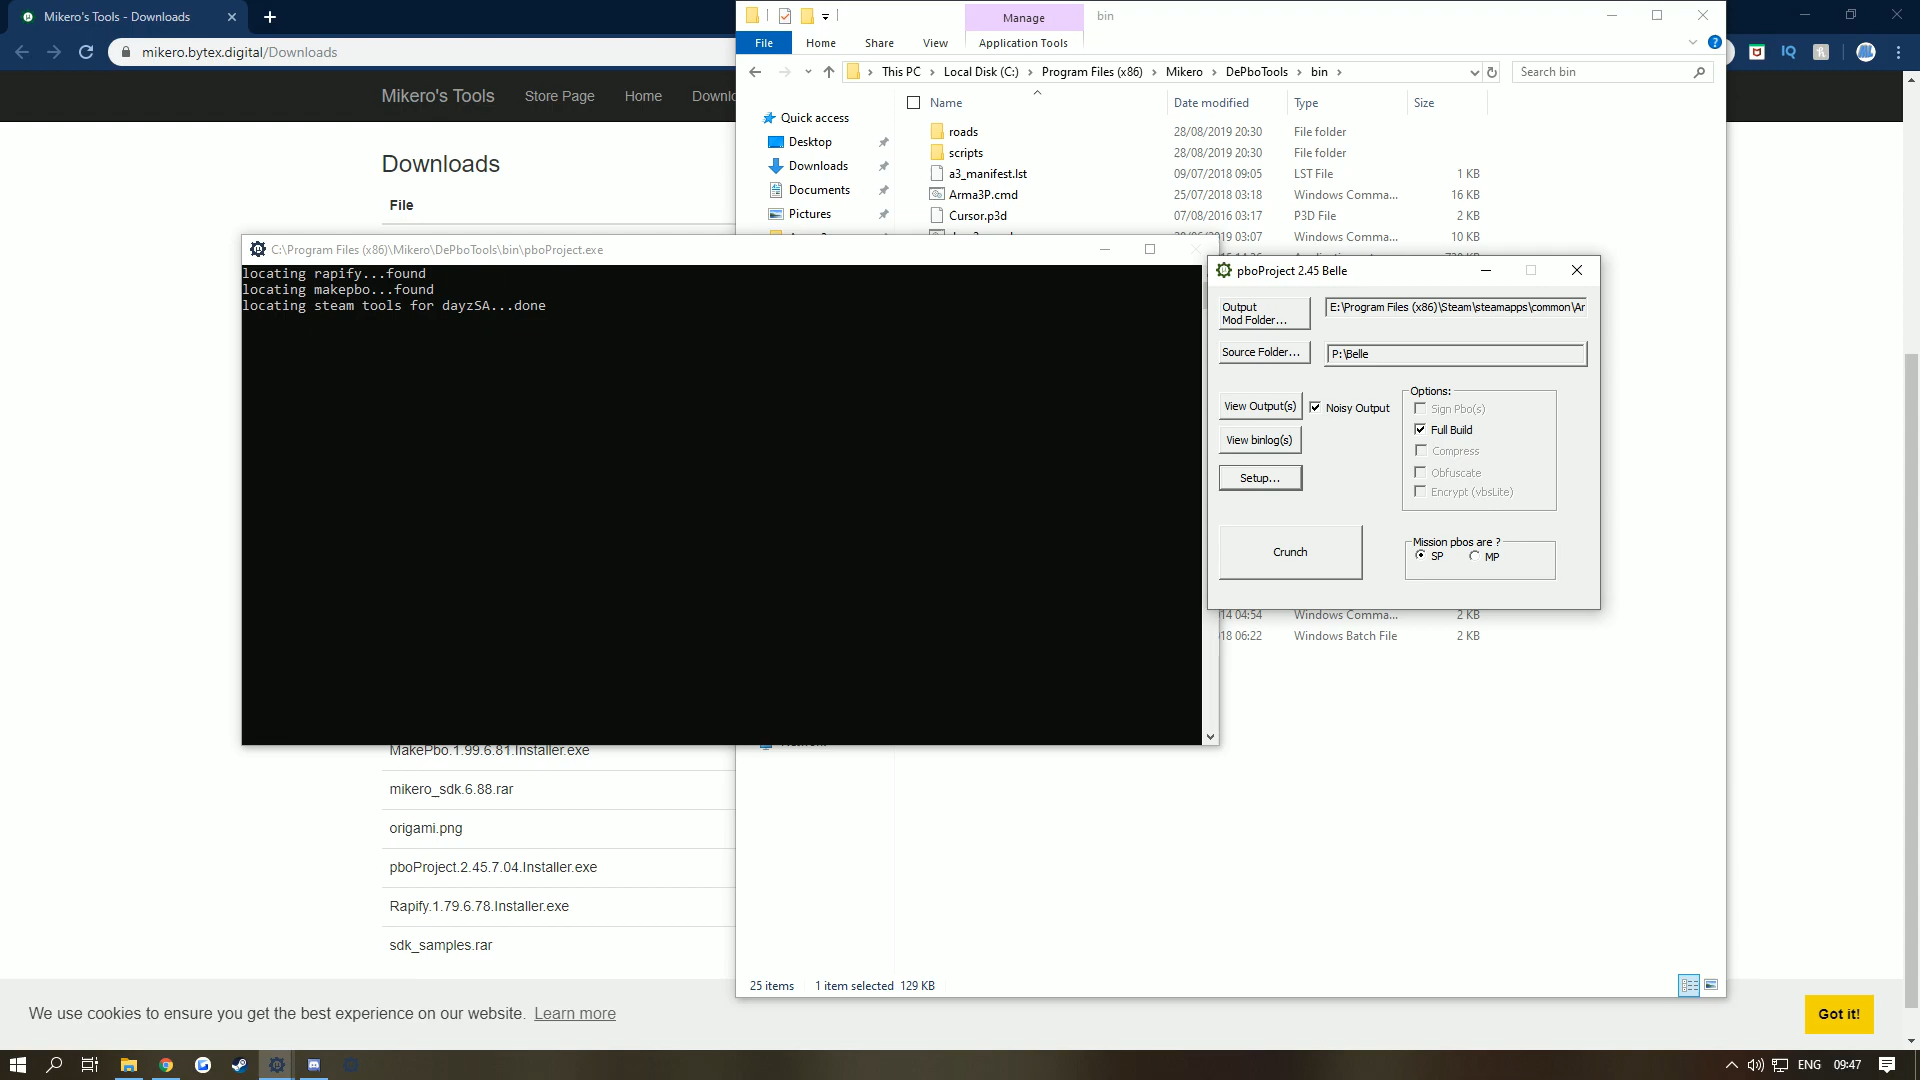 Mikero's Tools - Downloads
mikero.bytex.digital/Downloads
Mikero's Tools
Store Page
Home
Downloads
File
MakePbo.1.99.6.81.Installer.exe
mikero_sdk.6.88.rar
origami.png
pboProject.2.45.7.04.Installer.exe
Rapify.1.79.6.78.Installer.exe
sdk_samples.rar
We use cookies to ensure you get the best experience on our website. Learn more
Got it!
Manage
bin
File
Home
Share
View
Application Tools
This PC
Local Disk (C:)
Program Files (x86)
Mikero
DePboTools
bin
Search bin
Quick access
Desktop
Downloads
Documents
Pictures
Name
Date modified
Type
Size
roads 28/08/2019 20:30 File folder
scripts 28/08/2019 20:30 File folder
a3_manifest.lst 09/07/2018 09:05 LST File 1 KB
Arma3P.cmd 25/07/2018 03:18 Windows Comma... 16 KB
Cursor.p3d 07/08/2016 03:17 P3D File 2 KB
03:07 Windows Comma... 10 KB
14 04:54 Windows Comma... 2 KB
18 06:22 Windows Batch File 2 KB
25 items
1 item selected 129 KB
C:\Program Files (x86)\Mikero\DePboTools\bin\pboProject.exe
locating rapify...found
locating makepbo...found
locating steam tools for dayzSA...done
pboProject 2.45 Belle
Output
Mod Folder...
E:\Program Files (x86)\Steam\steamapps\common\Ar
Source Folder...
P:\Belle
View Output(s)
Noisy Output
View binlog(s)
Setup...
Crunch
Options:
Sign Pbo(s)
Full Build
Compress
Obfuscate
Encrypt (vbsLite)
Mission pbos are ?
SP
MP
ENG
09:47